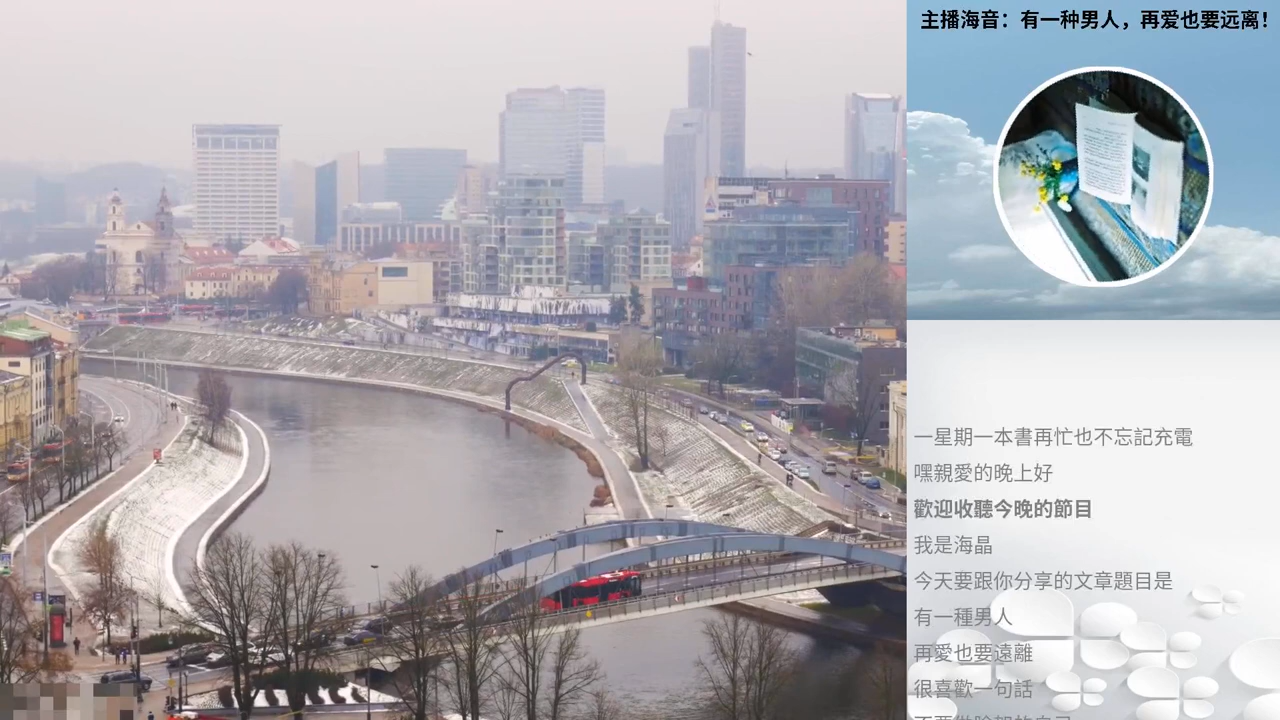 主播海音：有一种男人，再爱也要远离！
一星期一本書再忙也不忘記充電
嘿親愛的晚上好
歡迎收聽今晚的節目
我是海晶
今天要跟你分享的文章題目是
有一種男人
再愛也要遠離
很喜歡一句話